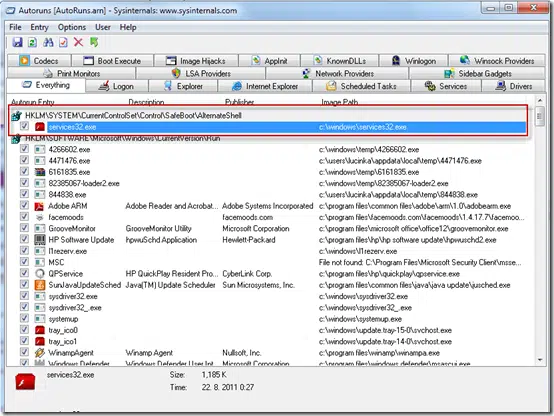 Autoruns [AutoRuns.arn] - Sysinternals: www.sysinternals.com
File Entry Options User Help
Codecs Boot Execute Image Hijacks AppInit KnownDLLs Winlogon Winsock Providers
Print Monitors LSA Providers Network Providers Sidebar Gadgets
Everything Logon Explorer Internet Explorer Scheduled Tasks Services Drivers
Autorun Entry Description Publisher Image Path
HKLM\SYSTEM\CurrentControlSet\Control\SafeBoot\AlternateShell
services32.exe c:\windows\services32.exe
HKLM\SOFTWARE\Microsoft\Windows\CurrentVersion\Run
4266602.exe c:\windows\temp\4266602.exe
4471476.exe c:\users\lucinka\appdata\local\temp\4471476.exe
6161835.exe c:\windows\temp\6161835.exe
82385067-loader2.exe c:\windows\temp\82385067-loader2.exe
844838.exe c:\users\lucinka\appdata\local\temp\844838.exe
Adobe ARM Adobe Reader and Acrobat... Adobe Systems Incorporated c:\program files\common files\adobe\arm\1.0\adobearm.exe
facemoods facemoods.com c:\program files\facemoods.com\facemoods\1.4.17.7\facemoods...
GrooveMonitor GrooveMonitor Utility Microsoft Corporation c:\program files\microsoft office\office12\groovemonitor.exe
HP Software Update hpwuSchd Application Hewlett-Packard c:\program files\hp\hp software update\hpwuschd2.exe
l1rezerv.exe c:\windows\l1rezerv.exe
MSC File not found: C:\Program Files\Microsoft Security Client\msse...
QPService HP QuickPlay Resident Pro... CyberLink Corp. c:\program files\hp\quickplay\qpservice.exe
SunJavaUpdateSched Java(TM) Update Scheduler Sun Microsystems, Inc. c:\program files\common files\java\java update\jusched.exe
sysdriver32.exe c:\windows\sysdriver32.exe
sysdriver32_.exe c:\windows\sysdriver32_.exe
systemup c:\windows\systemup.exe
tray_ico0 c:\windows\update.tray-15-0\svchost.exe
tray_ico1 c:\windows\update.tray-14-0\svchost.exe
WinampAgent Winamp Agent Nullsoft, Inc. c:\program files\winamp\winampa.exe
Windows Defender Windows Defender User Int... Microsoft Corporation c:\program files\windows defender\msascui.exe
services32.exe Size: 1,185 K
Time: 22. 8. 2011 0:27